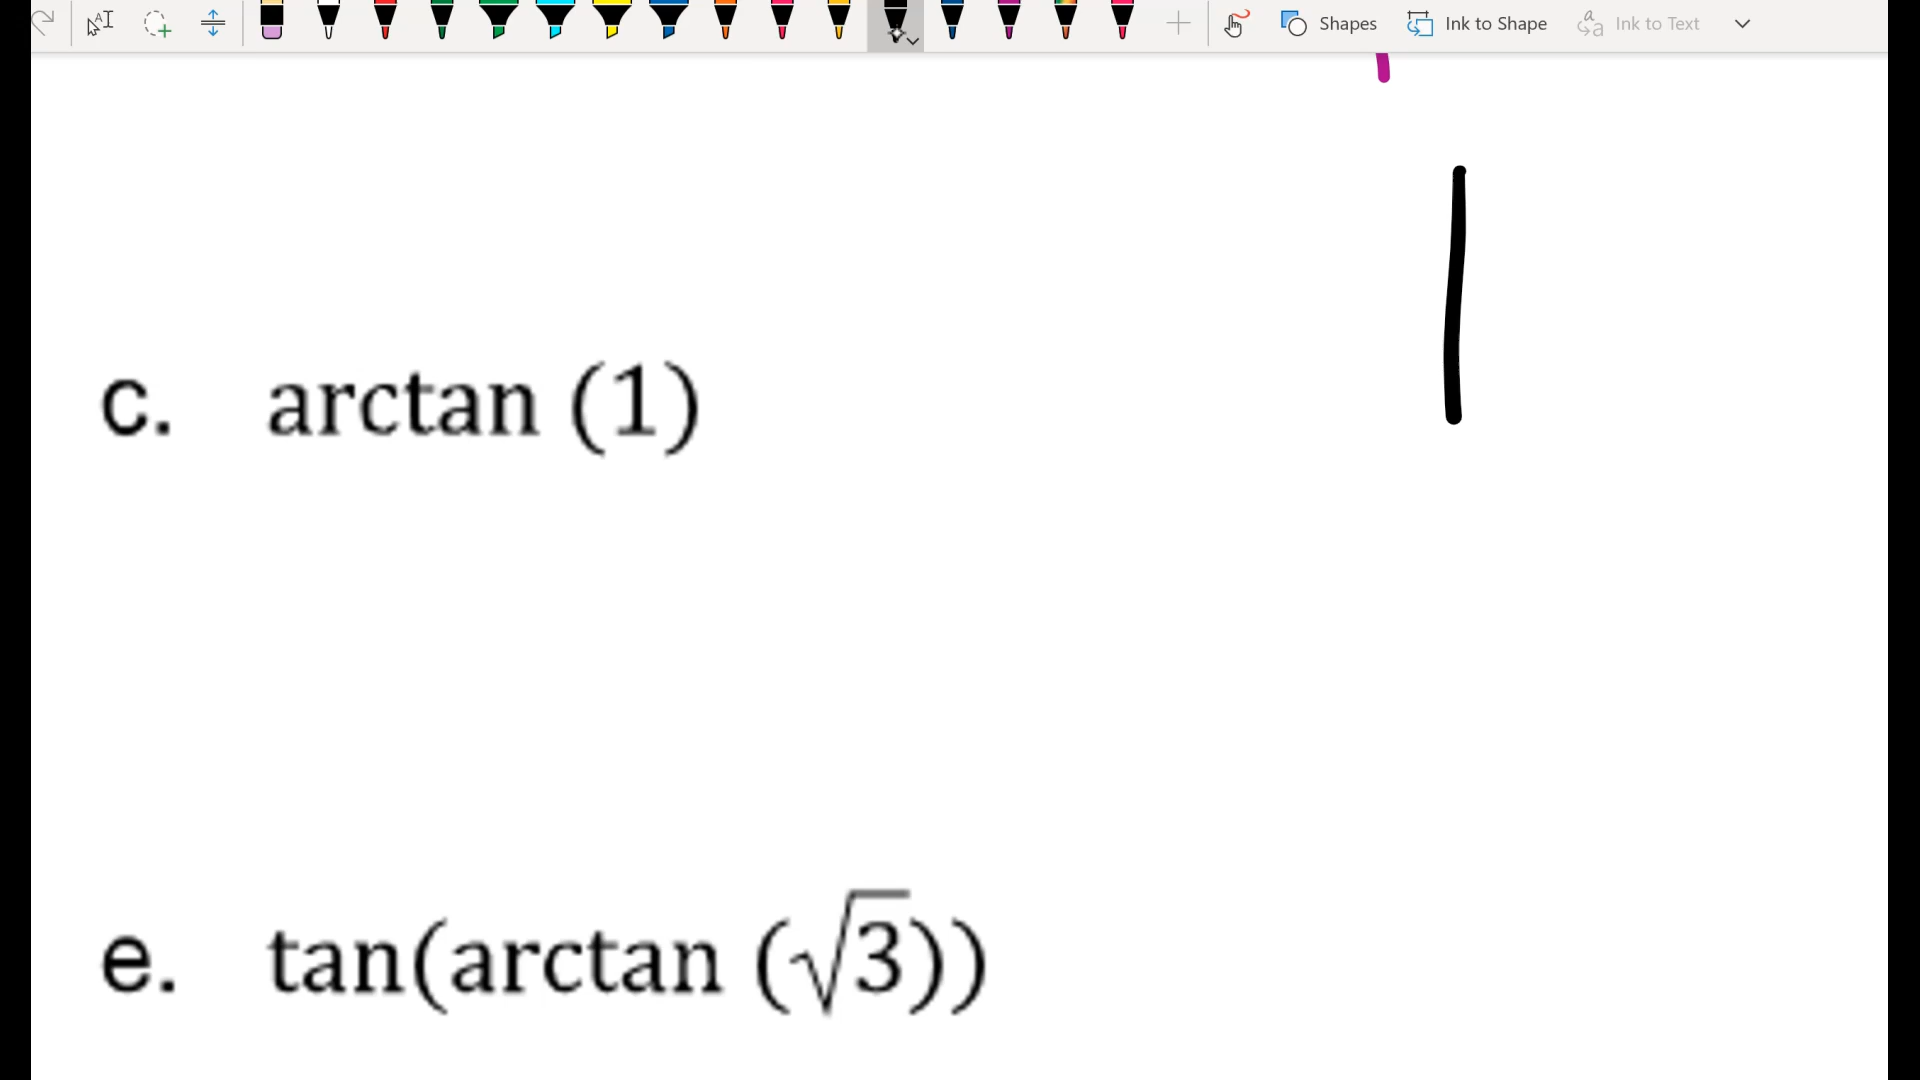 Shapes Ink to Shape Ink to Text
c. arctan (1)
e. tan(arctan (√3))